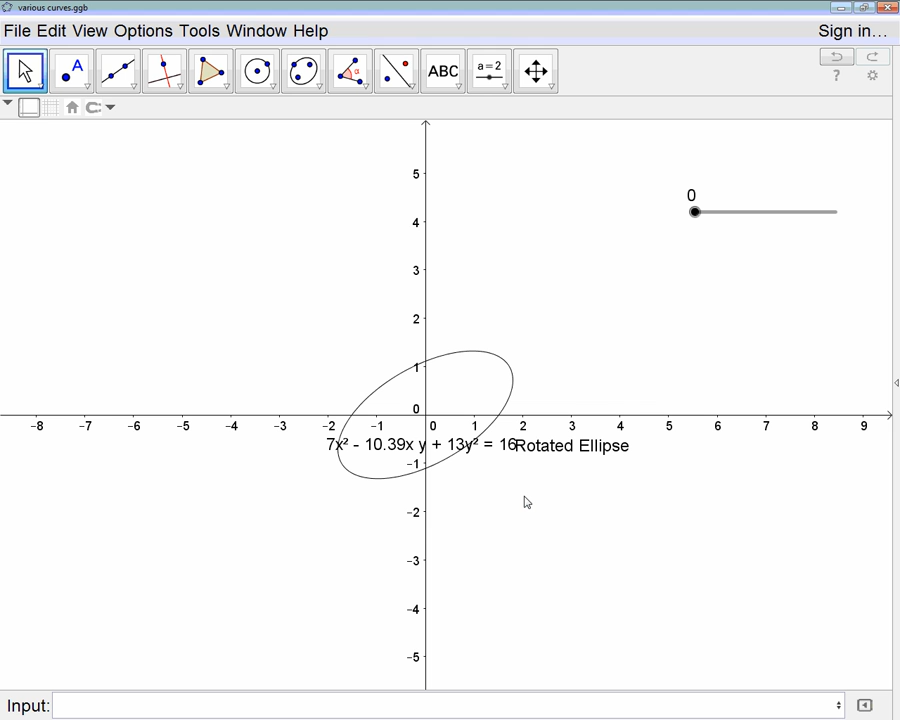 various curves.ggb
File Edit View Options Tools Window Help
Sign in...
A
α
ABC
a=2
?
0
5
4
3
2
1
0
−8 −7 −6 −5 −4 −3 −2 −1 0 1 2 3 4 5 6 7 8 9
7x² - 10.39x y + 13y² = 16
Rotated Ellipse
−1
−2
−3
−4
−5
Input: